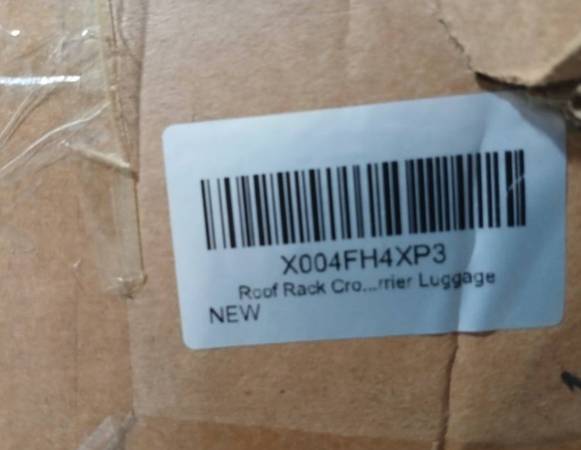 X004FH4XP3
Roof Rack Cro...rrier Luggage
NEW